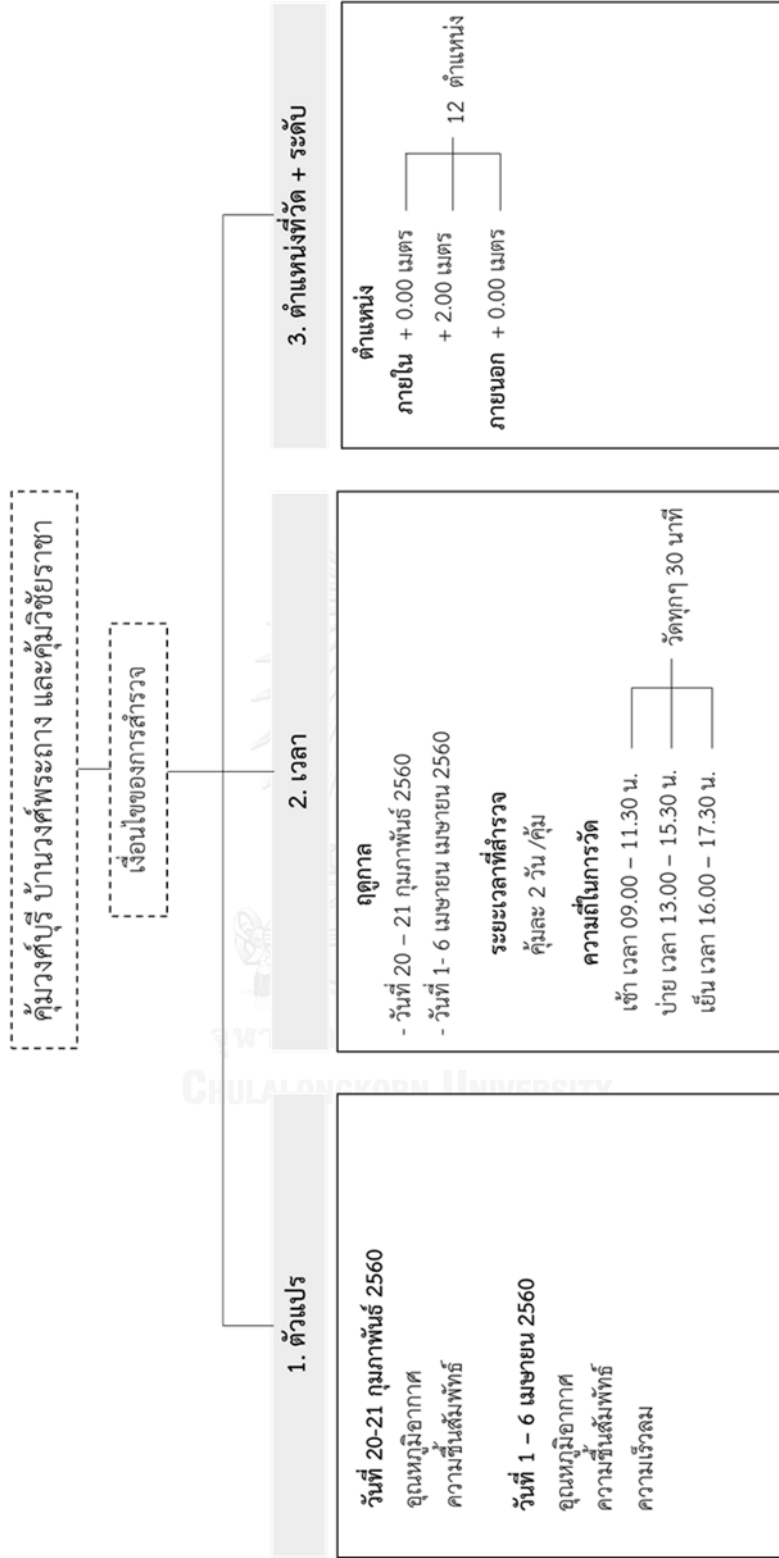 คุ้มวงศ์บุรี บ้านวงศ์พระถาง และคุ้มวิชัยราชา
เงื่อนไขของการสำรวจ
1. ตัวแปร
วันที่ 20-21 กุมภาพันธ์ 2560
อุณหภูมิอากาศ
ความชื้นสัมพัทธ์
วันที่ 1 – 6 เมษายน 2560
อุณหภูมิอากาศ
ความชื้นสัมพัทธ์
ความเร็วลม
2. เวลา
ฤดูกาล
- วันที่ 20 – 21 กุมภาพันธ์ 2560
- วันที่ 1- 6 เมษายน เมษายน 2560
ระยะเวลาที่สำรวจ
คุ้มละ 2 วัน /คุ้ม
ความถี่ในการวัด
เช้า เวลา 09.00 – 11.30 น.
บ่าย เวลา 13.00 – 15.30 น.
เย็น เวลา 16.00 – 17.30 น.
วัดทุกๆ 30 นาที
3. ตำแหน่งที่วัด + ระดับ
ตำแหน่ง
ภายใน + 0.00 เมตร
+ 2.00 เมตร
ภายนอก + 0.00 เมตร
12 ตำแหน่ง
CHULALONGKORN UNIVERSITY